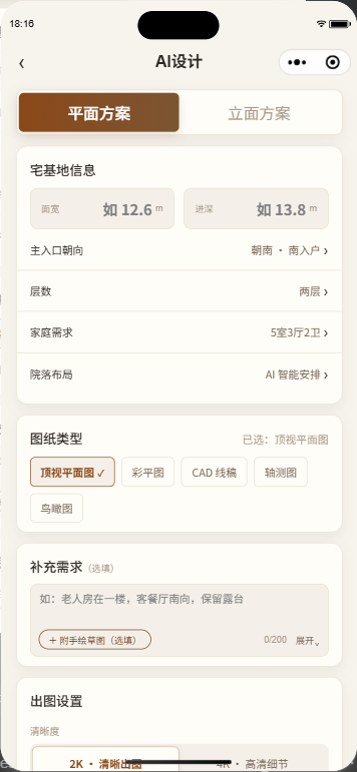 18:16
‹ AI设计
平面方案 立面方案
宅基地信息
面宽 如 12.6 m 进深 如 13.8 m
主入口朝向 朝南 · 南入户 ›
层数 两层 ›
家庭需求 5室3厅2卫 ›
院落布局 AI 智能安排 ›
图纸类型 已选：顶视平面图
顶视平面图 ✓ 彩平图 CAD 线稿 轴测图
鸟瞰图
补充需求（选填）
如：老人房在一楼，客餐厅南向，保留露台
＋ 附手绘草图（选填） 0/200 展开⌄
出图设置
清晰度
2K · 清晰出图 4K · 高清细节